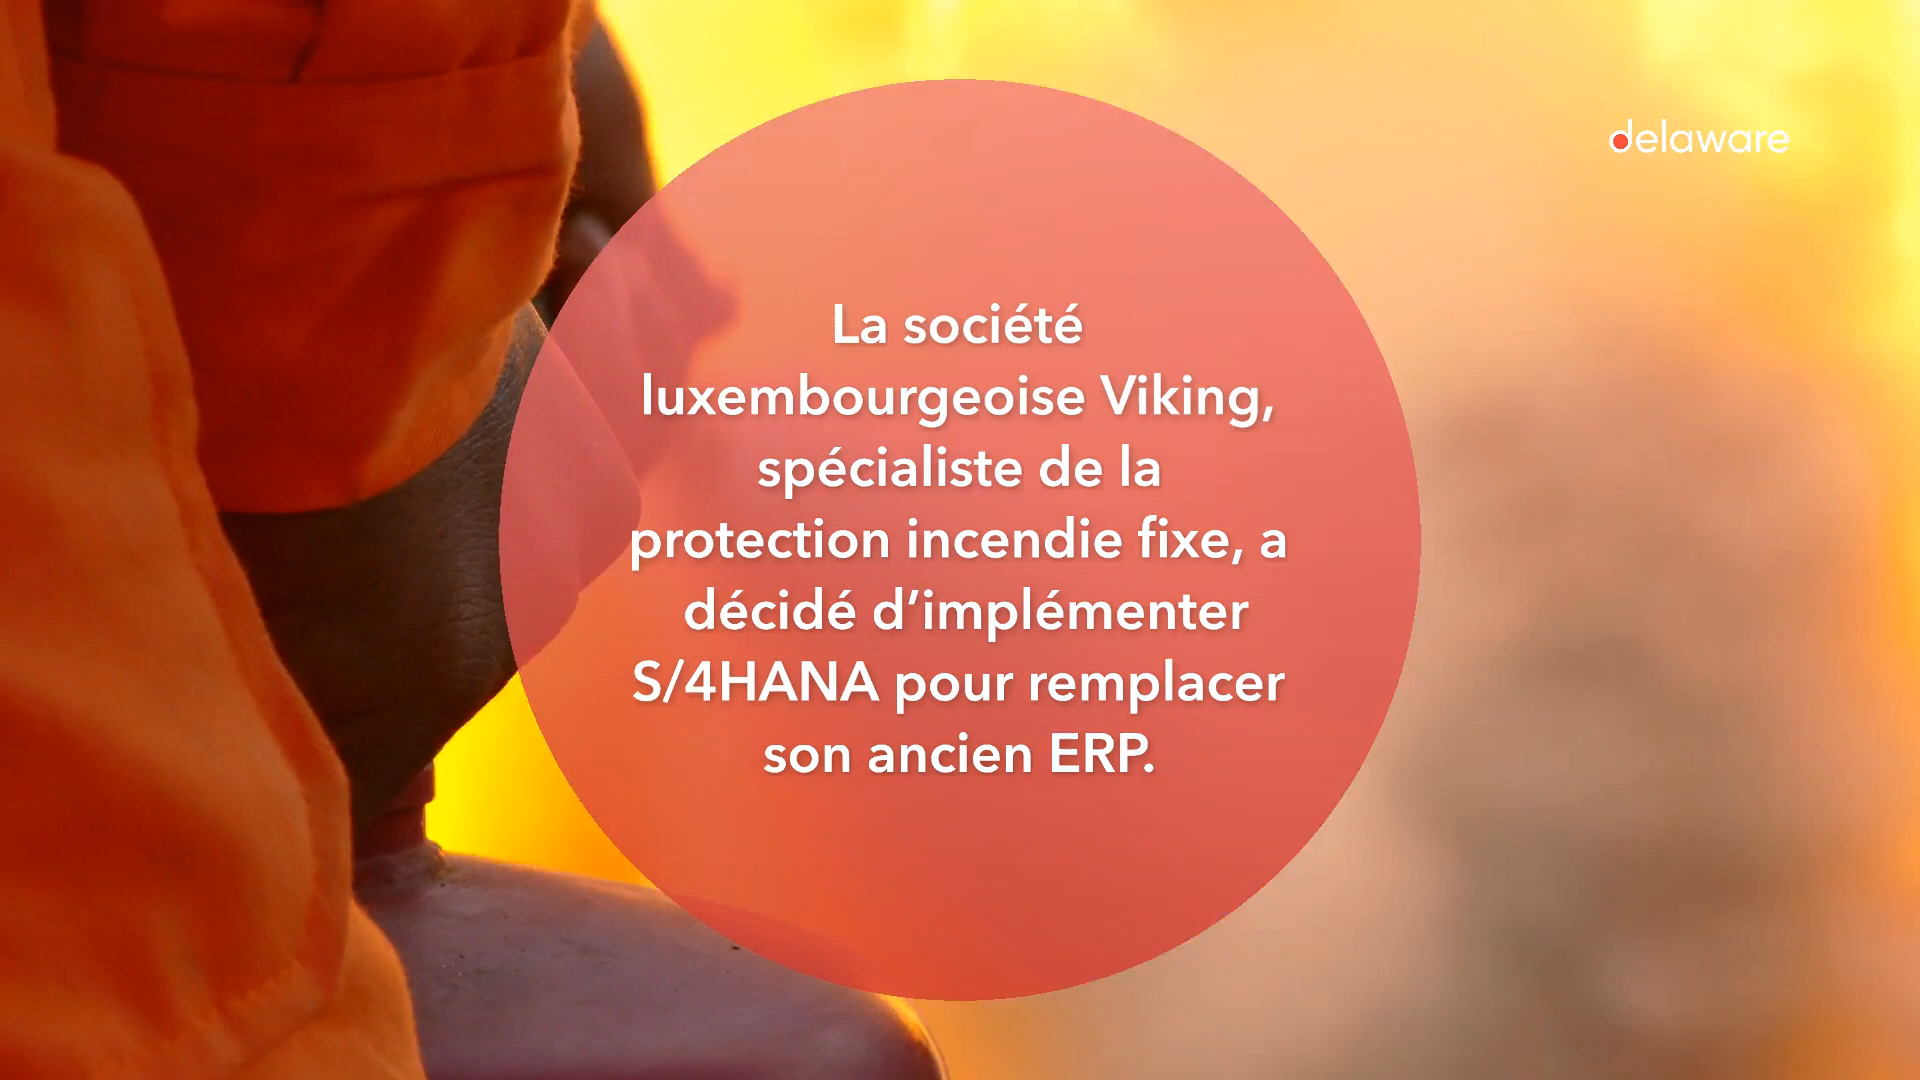 delaware
La société
luxembourgeoise Viking,
spécialiste de la
protection incendie fixe, a
décidé d’implémenter
S/4HANA pour remplacer
son ancien ERP.